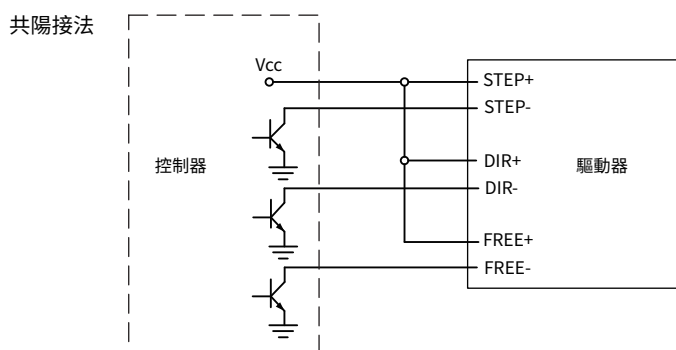 共陽接法
Vcc
STEP+
STEP-
控制器
DIR+
驅動器
DIR-
FREE+
FREE-